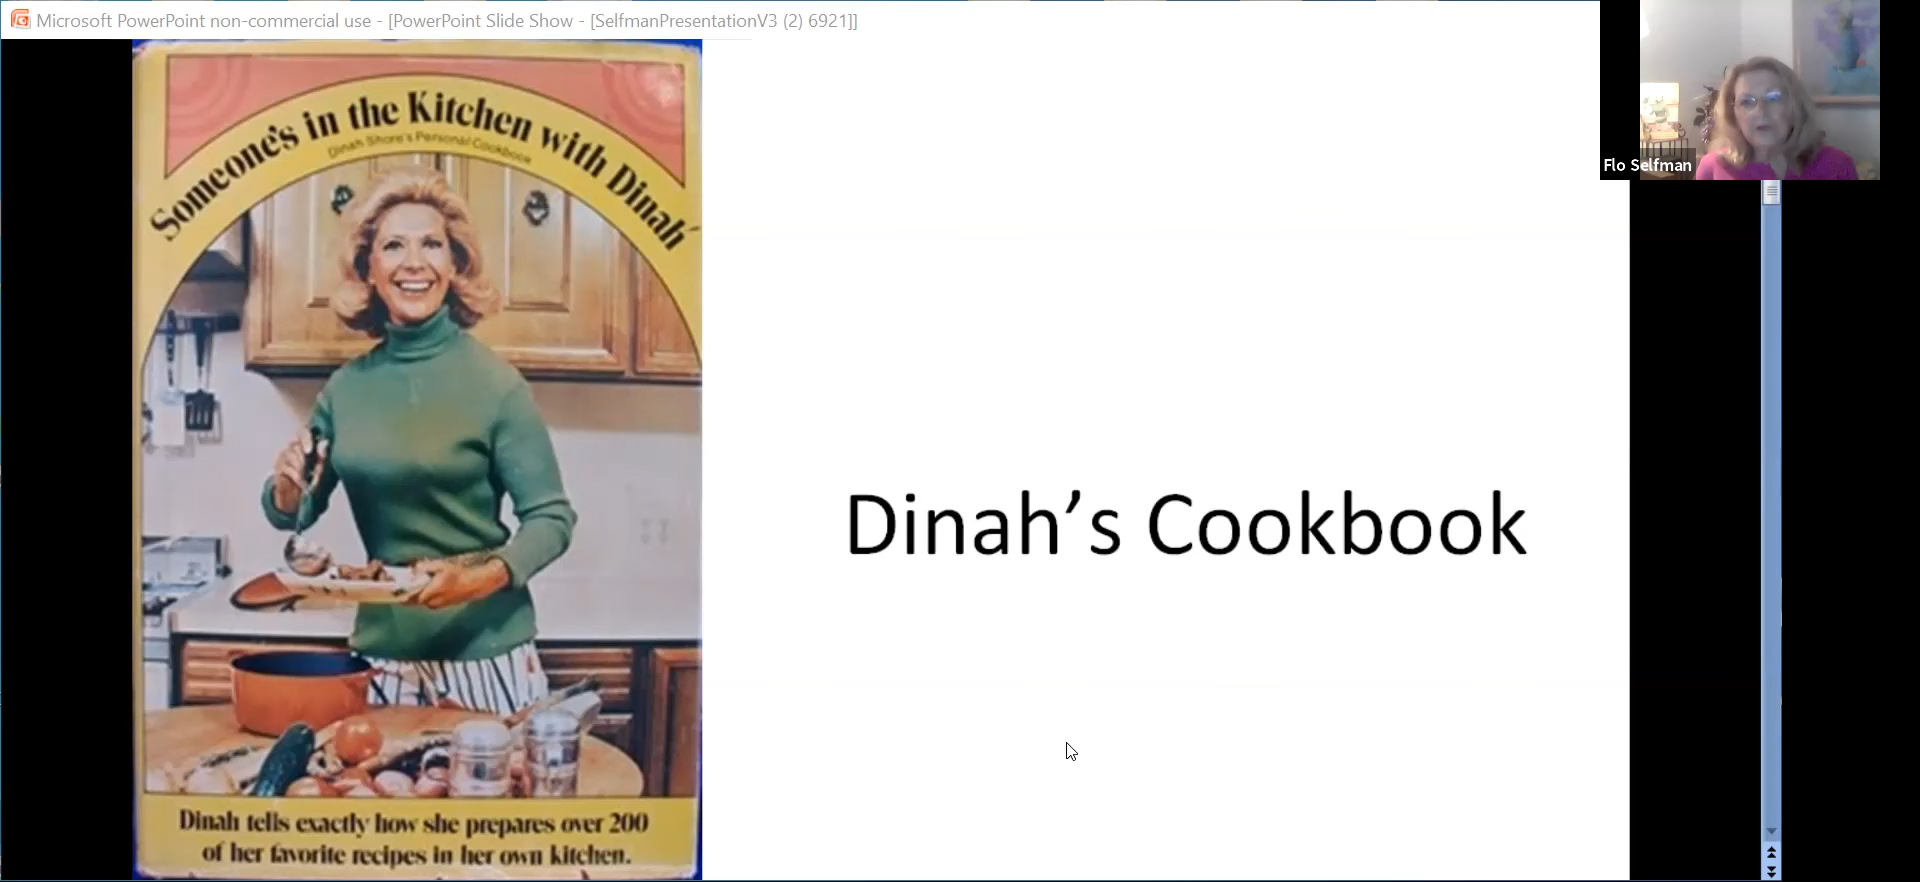 Microsoft PowerPoint non-commercial use - [PowerPoint Slide Show - [SelfmanPresentationV3 (2) 6921]]
Someone's in the Kitchen with Dinah
Dinah Shore's Personal Cookbook
Dinah tells exactly how she prepares over 200
of her favorite recipes in her own kitchen.
Dinah’s Cookbook
Flo Selfman